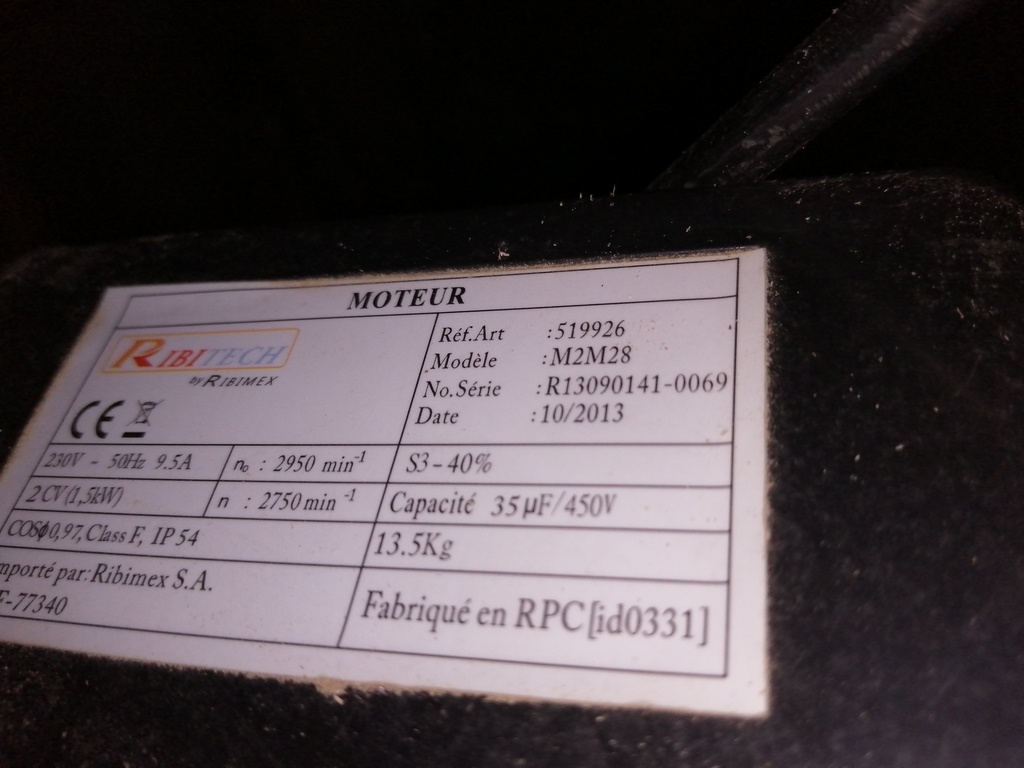 MOTEUR
RIBITECH
by RIBIMEX
CE
Réf.Art :519926
Modèle :M2M28
No.Série :R13090141-0069
Date :10/2013
230V - 50Hz 9.5A
n₀ : 2950 min⁻¹
S3-40%
2 CV (1,5kW)
n : 2750 min⁻¹
Capacité 35µF/450V
COSϕ0,97, Class F, IP 54
13.5Kg
mporté par: Ribimex S.A.
F-77340
Fabriqué en RPC[id0331]